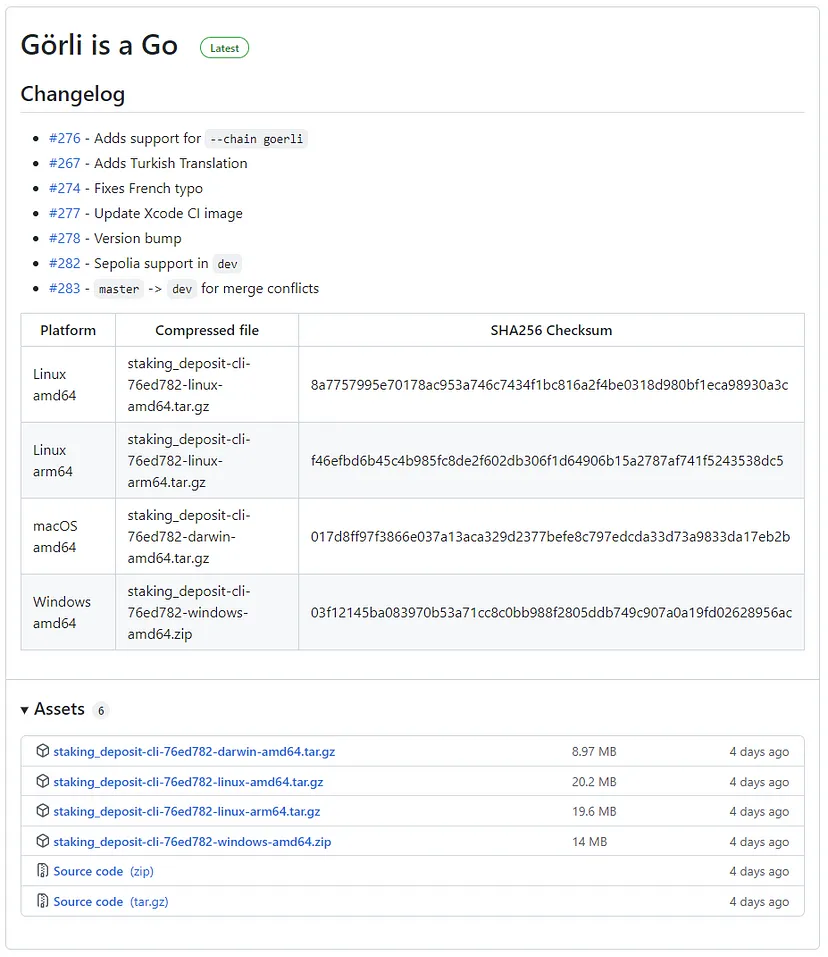 Görli is a Go Latest
Changelog
• #276 - Adds support for --chain goerli
• #267 - Adds Turkish Translation
• #274 - Fixes French typo
• #277 - Update Xcode CI image
• #278 - Version bump
• #282 - Sepolia support in dev
• #283 - master -> dev for merge conflicts
Platform Compressed file SHA256 Checksum
Linux
amd64
staking_deposit-cli-
76ed782-linux-
amd64.tar.gz
8a7757995e70178ac953a746c7434f1bc816a2f4be0318d980bf1eca98930a3c
Linux
arm64
staking_deposit-cli-
76ed782-linux-
arm64.tar.gz
f46efbd6b45c4b985fc8de2f602db306f1d64906b15a2787af741f5243538dc5
macOS
amd64
staking_deposit-cli-
76ed782-darwin-
amd64.tar.gz
017d8ff97f3866e037a13aca329d2377befe8c797edcda33d73a9833da17eb2b
Windows
amd64
staking_deposit-cli-
76ed782-windows-
amd64.zip
03f12145ba083970b53a71cc8c0bb988f2805ddb749c907a0a19fd02628956ac
▾ Assets 6
staking_deposit-cli-76ed782-darwin-amd64.tar.gz 8.97 MB 4 days ago
staking_deposit-cli-76ed782-linux-amd64.tar.gz 20.2 MB 4 days ago
staking_deposit-cli-76ed782-linux-arm64.tar.gz 19.6 MB 4 days ago
staking_deposit-cli-76ed782-windows-amd64.zip 14 MB 4 days ago
Source code (zip) 4 days ago
Source code (tar.gz) 4 days ago